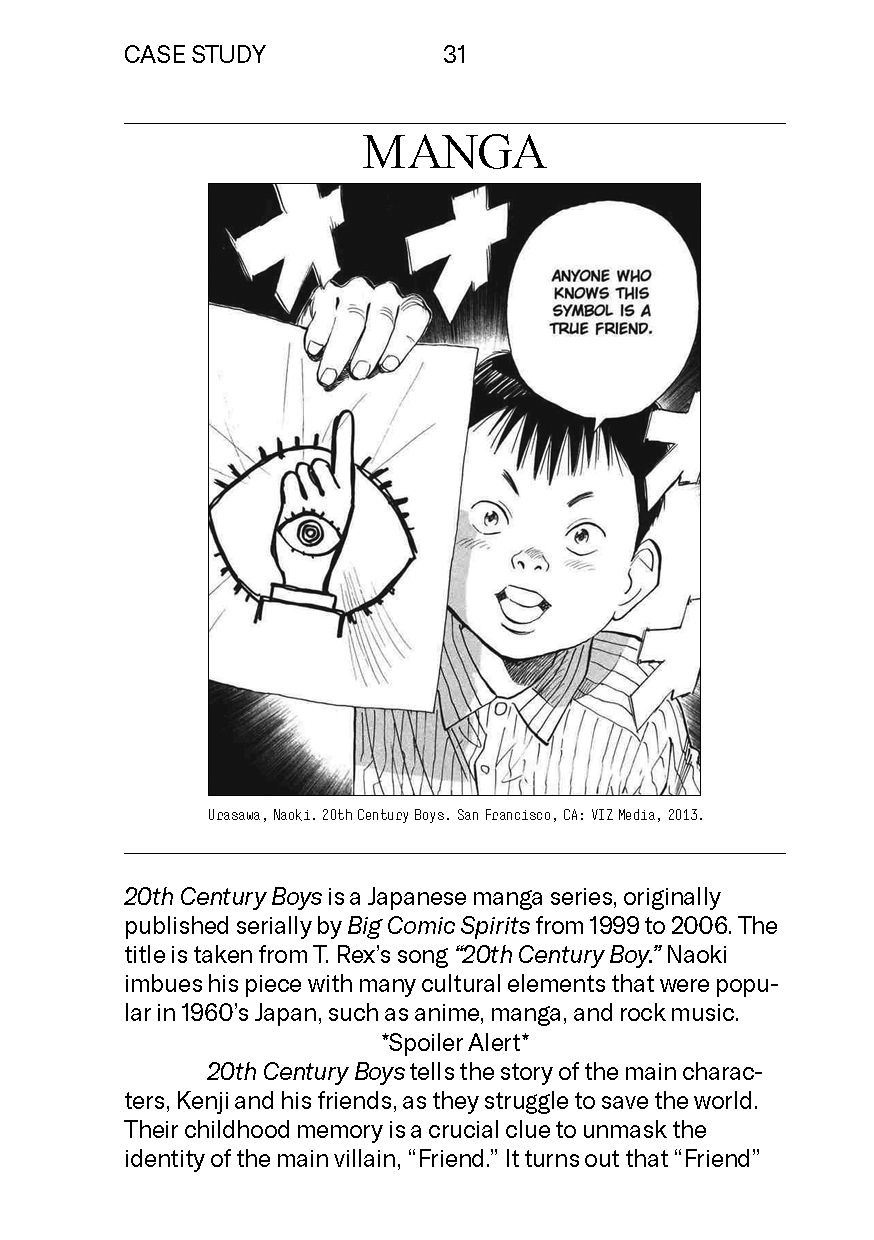 CASE STUDY
31
MANGA
ANYONE WHO
KNOWS THIS
SYMBOL IS A
TRUE FRIEND.
Urasawa, Naoki. 20th Century Boys. San Francisco, CA: VIZ Media, 2013.
20th Century Boys is a Japanese manga series, originally
published serially by Big Comic Spirits from 1999 to 2006. The
title is taken from T. Rex’s song “20th Century Boy.” Naoki
imbues his piece with many cultural elements that were popu-
lar in 1960’s Japan, such as anime, manga, and rock music.
*Spoiler Alert*
20th Century Boys tells the story of the main charac-
ters, Kenji and his friends, as they struggle to save the world.
Their childhood memory is a crucial clue to unmask the
identity of the main villain, “Friend.” It turns out that “Friend”